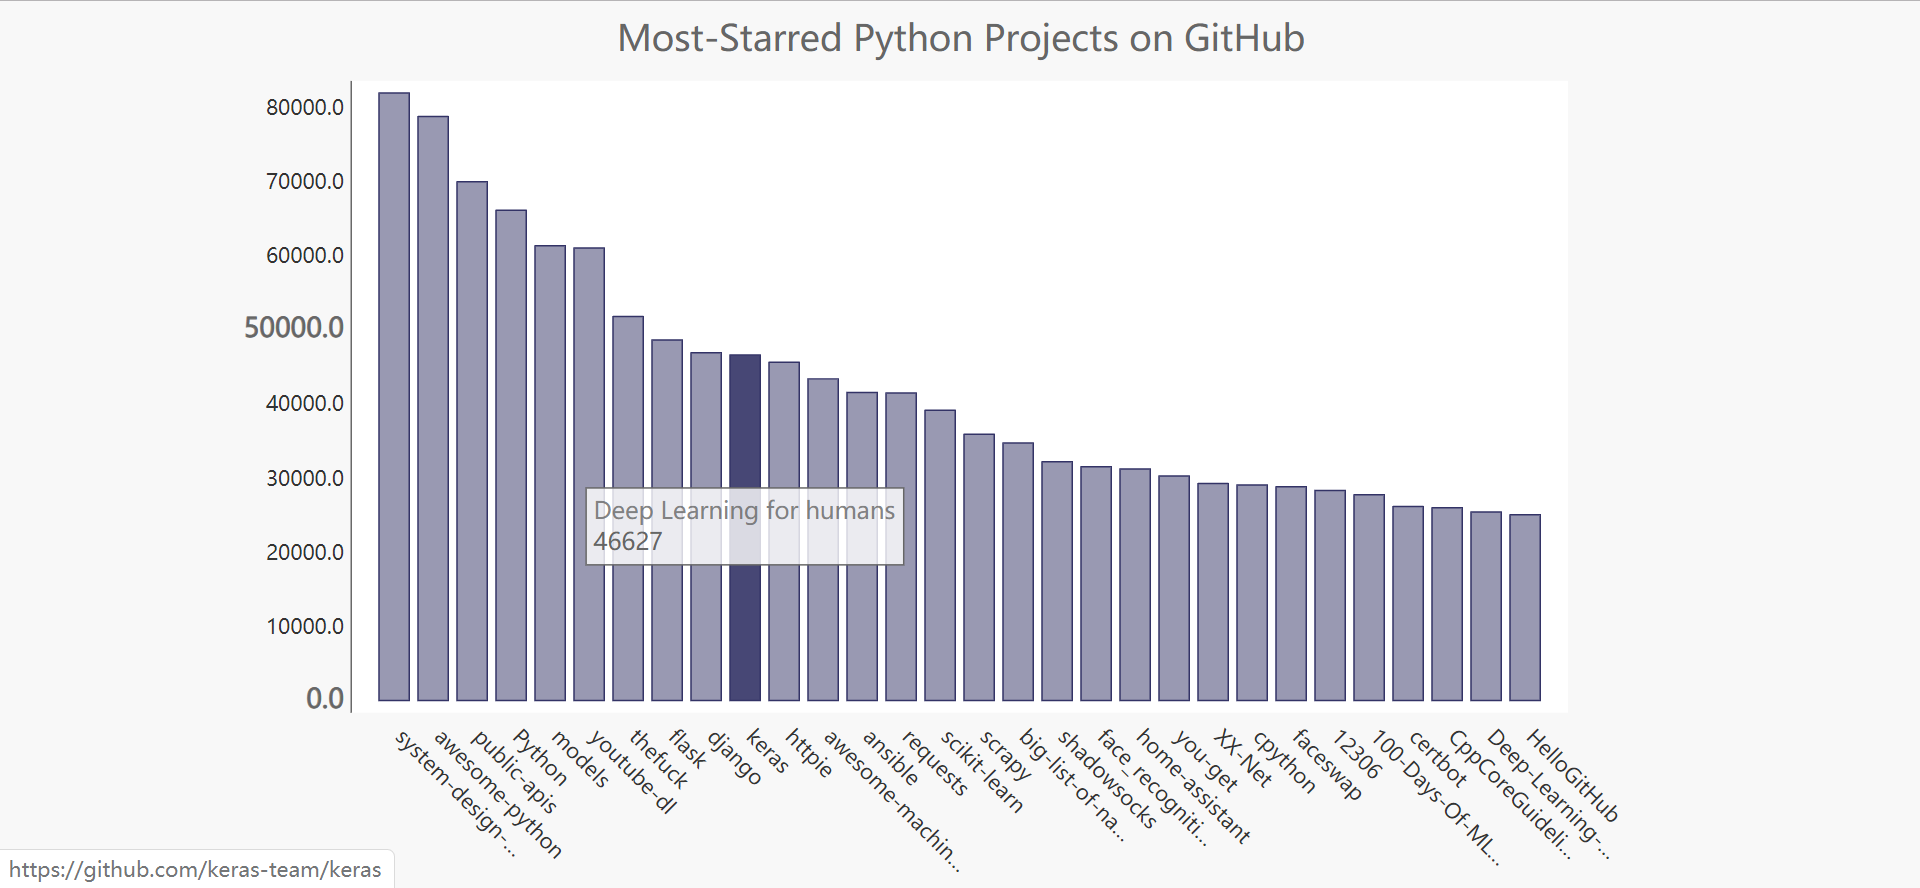 Most-Starred Python Projects on GitHub
80000.0
70000.0
60000.0
50000.0
40000.0
30000.0
20000.0
10000.0
0.0
Deep Learning for humans
46627
system-design-...
awesome-python
public-apis
Python
models
youtube-dl
thefuck
flask
django
keras
httpie
awesome-machin...
ansible
requests
scikit-learn
scrapy
big-list-of-na...
shadowsocks
face_recogniti...
home-assistant
you-get
XX-Net
cpython
faceswap
12306
100-Days-Of-ML...
certbot
CppCoreGuideli...
Deep-Learning-...
HelloGitHub
https://github.com/keras-team/keras